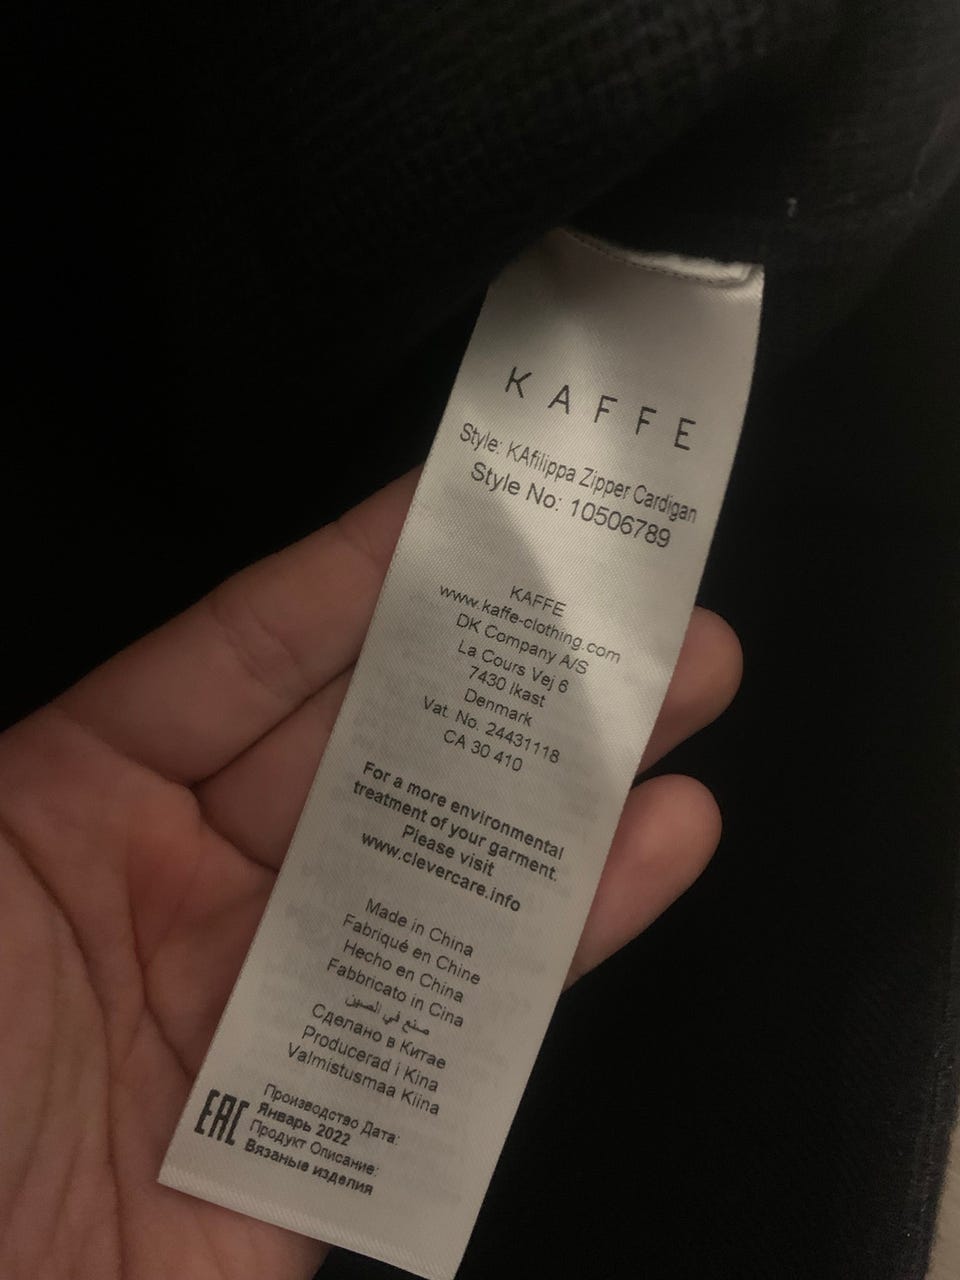 KAFFE
Style: KAfilippa Zipper Cardigan
Style No: 10506789
KAFFE
www.kaffe-clothing.com
DK Company A/S
La Cours Vej 6
7430 Ikast
Denmark
Vat. No. 24431118
CA 30 410
For a more environmental
treatment of your garment.
Please visit
www.clevercare.info
Made in China
Fabriqué en Chine
Hecho en China
Fabbricato in Cina
صنع في الصين
Сделано в Китае
Producerad i Kina
Valmistusmaa Kiina
EAC
Производство Дата:
Январь 2022
Продукт Описание:
Вязаные изделия